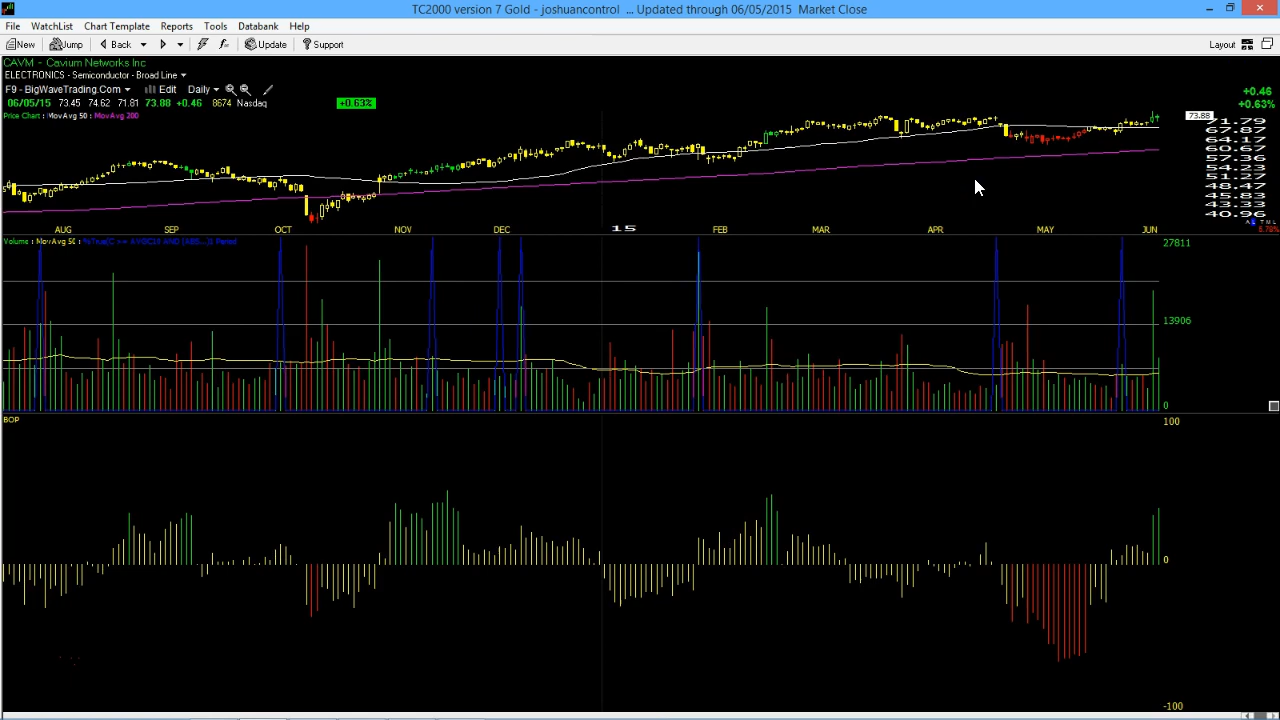 TC2000 version 7 Gold - joshuancontrol ... Updated through 06/05/2015 Market Close
File WatchList Chart Template Reports Tools Databank Help
New Jump Back Update Support Layout
CAVM - Cavium Networks Inc
ELECTRONICS - Semiconductor - Broad Line
F9 - BigWaveTrading.Com Edit Daily
+0.46
06/05/15 73.45 74.62 71.81 73.88 +0.46 8674 Nasdaq +0.63%
+0.63%
Price Chart : MovAvg 50 : MovAvg 200
73.88
71.79
67.87
64.17
60.67
57.36
54.23
51.27
48.47
45.83
43.33
40.96
A L T M L
5.79%
AUG SEP OCT NOV DEC 15 FEB MAR APR MAY JUN
Volume : MovAvg 50 :
27811
13906
0
BOP
100
0
-100